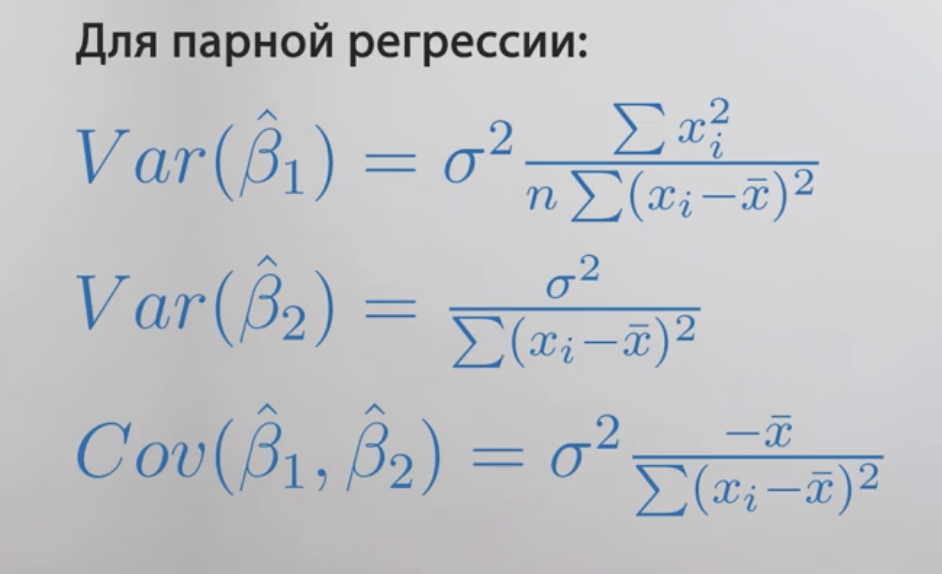 Для парной регрессии:
$Var(\hat{\beta}_1) = \sigma^2 \frac{\sum x_i^2}{n \sum (x_i - \bar{x})^2}$
$Var(\hat{\beta}_2) = \frac{\sigma^2}{\sum (x_i - \bar{x})^2}$
$Cov(\hat{\beta}_1, \hat{\beta}_2) = \sigma^2 \frac{-\bar{x}}{\sum (x_i - \bar{x})^2}$